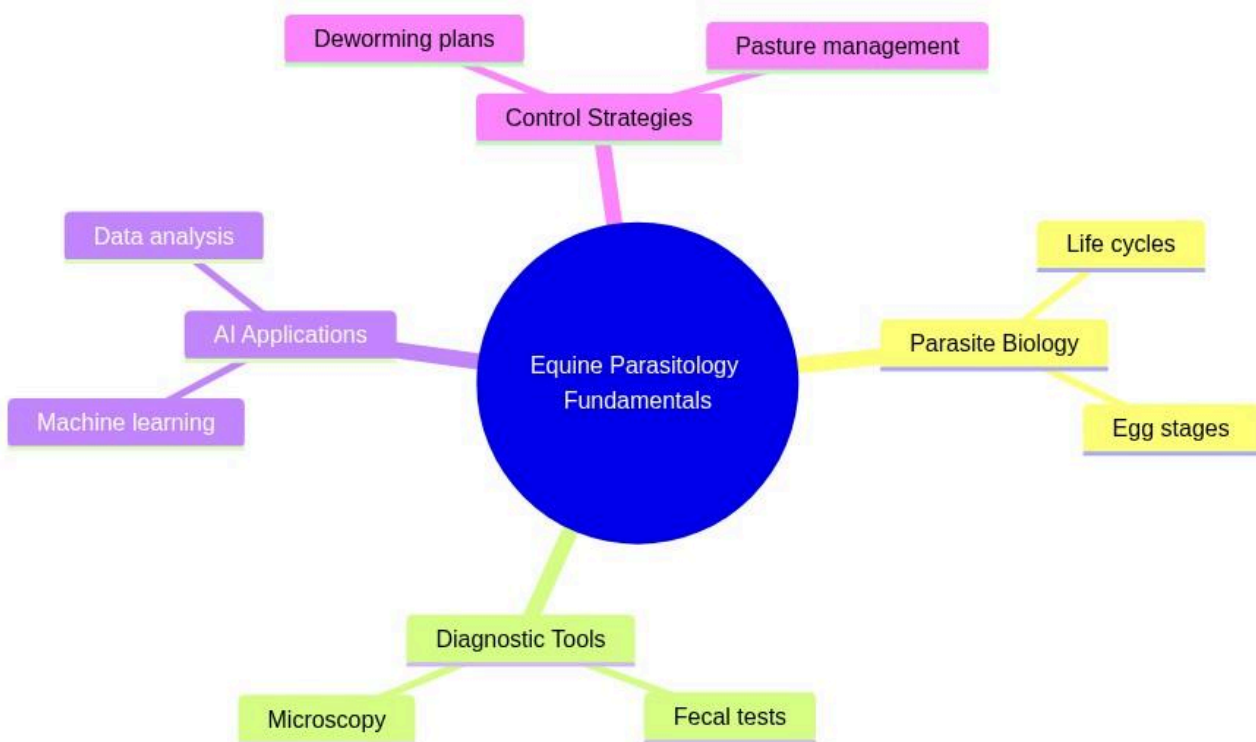 Deworming plans
Pasture management
Control Strategies
Data analysis
Life cycles
AI Applications
Parasite Biology
Equine Parasitology
Fundamentals
Machine learning
Egg stages
Diagnostic Tools
Microscopy
Fecal tests